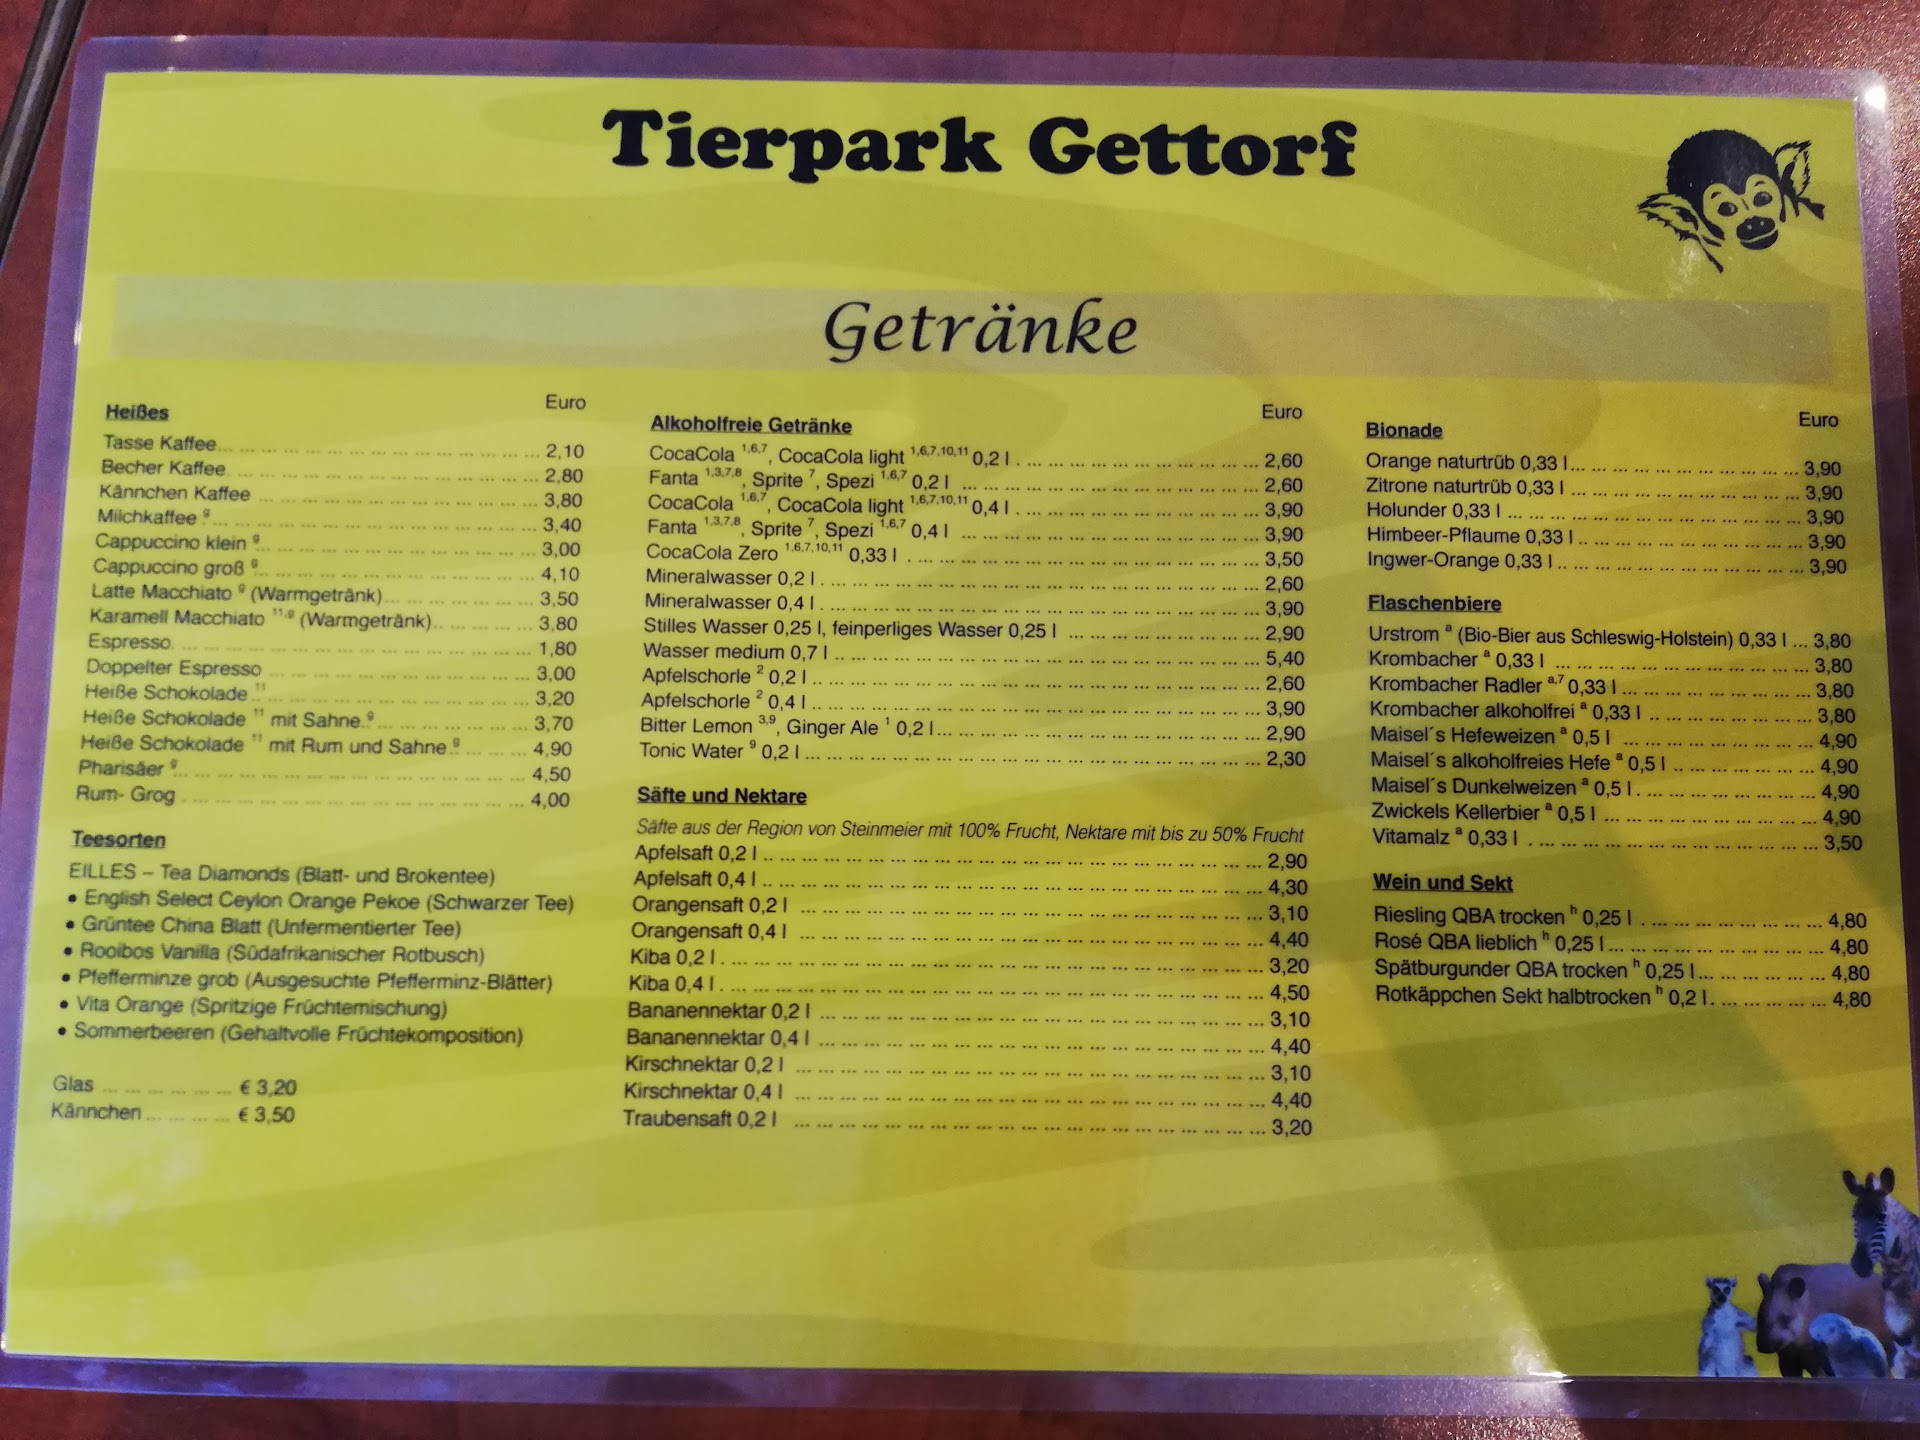 Tierpark Gettorf
Getränke
Heißes Euro
Tasse Kaffee 2,10
Becher Kaffee 2,80
Kännchen Kaffee 3,80
Milchkaffee g 3,40
Cappuccino klein g 3,00
Cappuccino groß g 4,10
Latte Macchiato g (Warmgetränk) 3,50
Karamell Macchiato 11,g (Warmgetränk) 3,80
Espresso 1,80
Doppelter Espresso 3,00
Heiße Schokolade 11 3,20
Heiße Schokolade 11 mit Sahne g 3,70
Heiße Schokolade 11 mit Rum und Sahne g 4,90
Pharisäer g 4,50
Rum- Grog 4,00
Teesorten
EILLES – Tea Diamonds (Blatt- und Brokentee)
• English Select Ceylon Orange Pekoe (Schwarzer Tee)
• Grüntee China Blatt (Unfermentierter Tee)
• Rooibos Vanilla (Südafrikanischer Rotbusch)
• Pfefferminze grob (Ausgesuchte Pfefferminz-Blätter)
• Vita Orange (Spritzige Früchtemischung)
• Sommerbeeren (Gehaltvolle Früchtekomposition)
Glas € 3,20
Kännchen € 3,50
Alkoholfreie Getränke Euro
CocaCola 1,6,7, CocaCola light 1,6,7,10,11 0,2 l 2,60
Fanta 1,3,7,8, Sprite 7, Spezi 1,6,7 0,2 l 2,60
CocaCola 1,6,7, CocaCola light 1,6,7,10,11 0,4 l 3,90
Fanta 1,3,7,8, Sprite 7, Spezi 1,6,7 0,4 l 3,90
CocaCola Zero 1,6,7,10,11 0,33 l 3,50
Mineralwasser 0,2 l 2,60
Mineralwasser 0,4 l 3,90
Stilles Wasser 0,25 l, feinperliges Wasser 0,25 l 2,90
Wasser medium 0,7 l 5,40
Apfelschorle 2 0,2 l 2,60
Apfelschorle 2 0,4 l 3,90
Bitter Lemon 3,9, Ginger Ale 1 0,2 l 2,90
Tonic Water 9 0,2 l 2,30
Säfte und Nektare
Säfte aus der Region von Steinmeier mit 100% Frucht, Nektare mit bis zu 50% Frucht
Apfelsaft 0,2 l 2,90
Apfelsaft 0,4 l 4,30
Orangensaft 0,2 l 3,10
Orangensaft 0,4 l 4,40
Kiba 0,2 l 3,20
Kiba 0,4 l 4,50
Bananennektar 0,2 l 3,10
Bananennektar 0,4 l 4,40
Kirschnektar 0,2 l 3,10
Kirschnektar 0,4 l 4,40
Traubensaft 0,2 l 3,20
Bionade Euro
Orange naturtrüb 0,33 l 3,90
Zitrone naturtrüb 0,33 l 3,90
Holunder 0,33 l 3,90
Himbeer-Pflaume 0,33 l 3,90
Ingwer-Orange 0,33 l 3,90
Flaschenbiere
Urstrom a (Bio-Bier aus Schleswig-Holstein) 0,33 l 3,80
Krombacher a 0,33 l 3,80
Krombacher Radler a,7 0,33 l 3,80
Krombacher alkoholfrei a 0,33 l 3,80
Maisel´s Hefeweizen a 0,5 l 4,90
Maisel´s alkoholfreies Hefe a 0,5 l 4,90
Maisel´s Dunkelweizen a 0,5 l 4,90
Zwickels Kellerbier a 0,5 l 4,90
Vitamalz a 0,33 l 3,50
Wein und Sekt
Riesling QBA trocken h 0,25 l 4,80
Rosé QBA lieblich h 0,25 l 4,80
Spätburgunder QBA trocken h 0,25 l 4,80
Rotkäppchen Sekt halbtrocken h 0,2 l 4,80